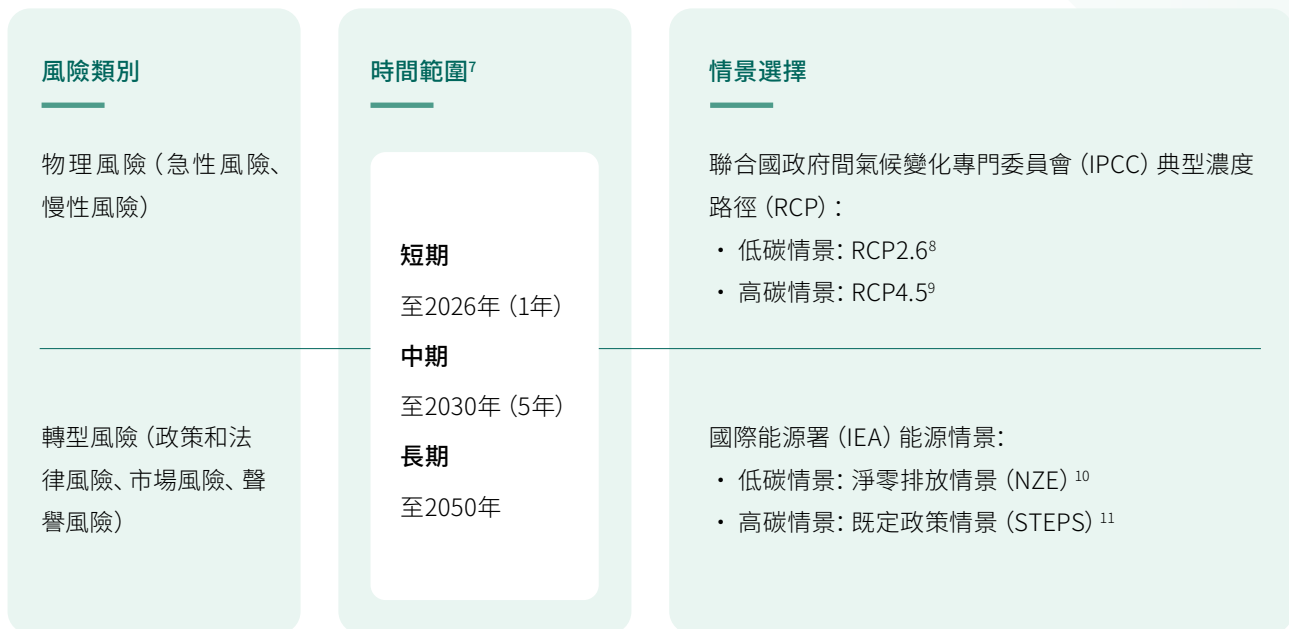 風險類別
物理風險（急性風險、
慢性風險）
轉型風險（政策和法
律風險、市場風險、聲
譽風險）
時間範圍⁷
短期
至2026年（1年）
中期
至2030年（5年）
長期
至2050年
情景選擇
聯合國政府間氣候變化專門委員會（IPCC）典型濃度
路徑（RCP）：
・ 低碳情景：RCP2.6⁸
・ 高碳情景：RCP4.5⁹
國際能源署（IEA）能源情景：
・ 低碳情景：淨零排放情景（NZE）¹⁰
・ 高碳情景：既定政策情景（STEPS）¹¹